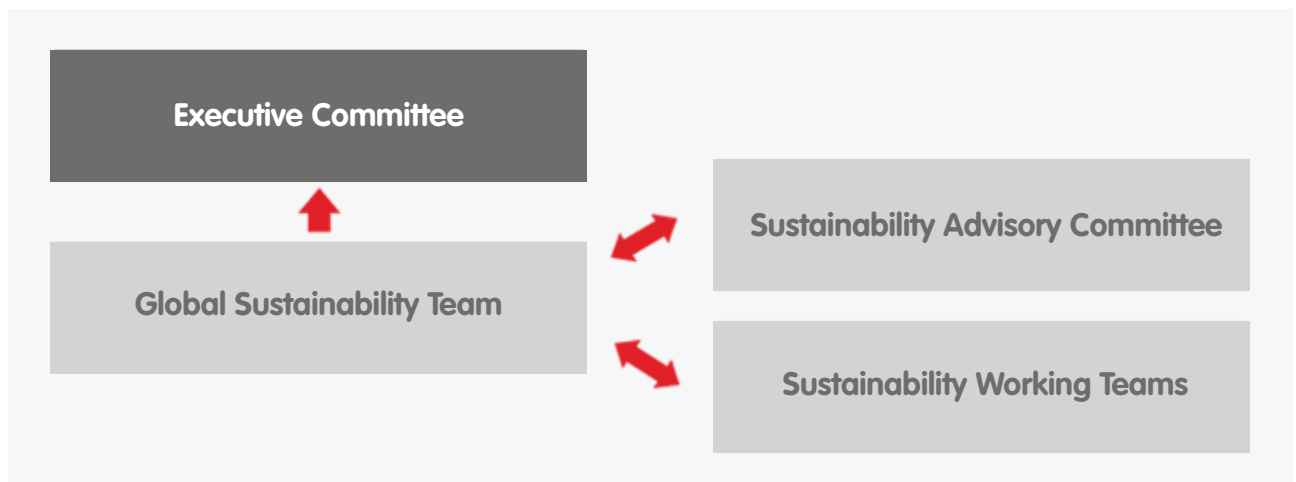 Executive Committee
Global Sustainability Team
Sustainability Advisory Committee
Sustainability Working Teams